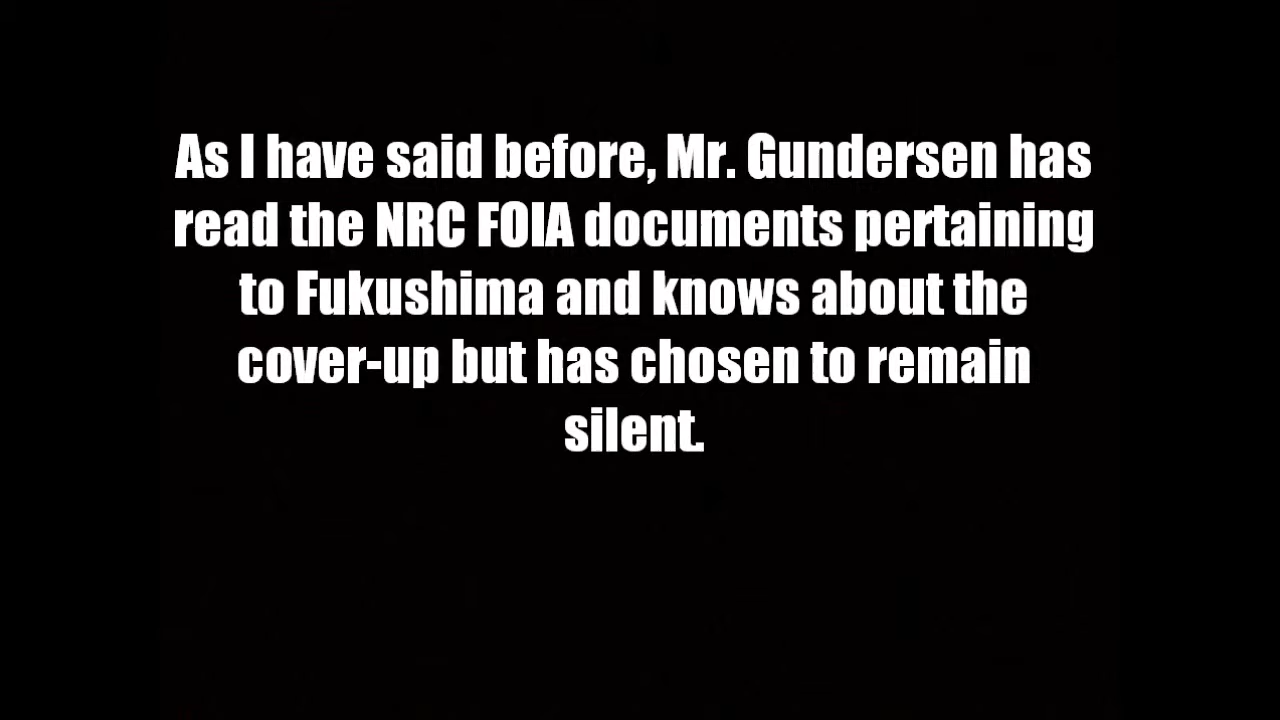 As I have said before, Mr. Gundersen has
read the NRC FOIA documents pertaining
to Fukushima and knows about the
cover-up but has chosen to remain
silent.